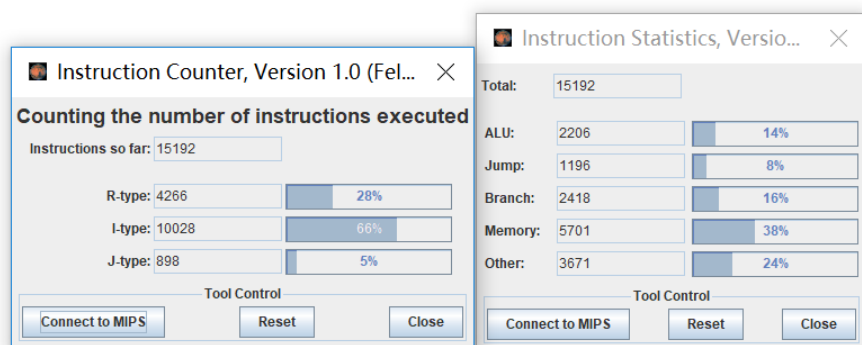 Instruction Counter, Version 1.0 (Fel...
Counting the number of instructions executed
Instructions so far: 15192
R-type: 4266 28%
I-type: 10028 66%
J-type: 898 5%
Tool Control
Connect to MIPS Reset Close
Instruction Statistics, Versio...
Total: 15192
ALU: 2206 14%
Jump: 1196 8%
Branch: 2418 16%
Memory: 5701 38%
Other: 3671 24%
Tool Control
Connect to MIPS Reset Close